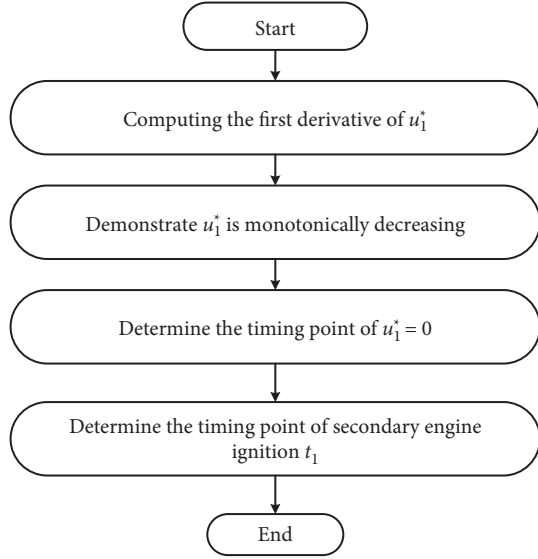 Start
Computing the first derivative of u₁*
Demonstrate u₁* is monotonically decreasing
Determine the timing point of u₁* = 0
Determine the timing point of secondary engine
ignition t₁
End